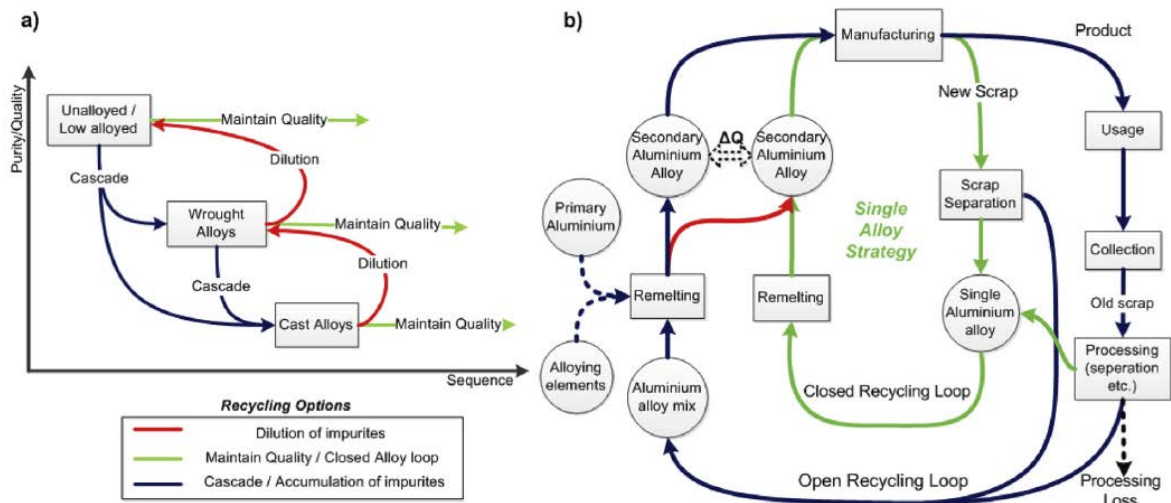 a)
Purity/Quality
Unalloyed /
Low alloyed
Maintain Quality
Cascade
Dilution
Wrought
Alloys
Maintain Quality
Cascade
Dilution
Cast Alloys
Maintain Quality
Sequence
Recycling Options
Dilution of impurites
Maintain Quality / Closed Alloy loop
Cascade / Accumulation of impurites
b)
Manufacturing
Product
New Scrap
Usage
Secondary
Aluminium
Alloy
ΔQ
Secondary
Aluminium
Alloy
Scrap
Separation
Primary
Aluminium
Single
Alloy
Strategy
Collection
Remelting
Remelting
Single
Aluminium
alloy
Old scrap
Processing
(seperation
etc.)
Alloying
elements
Aluminium
alloy mix
Closed Recycling Loop
Open Recycling Loop
Processing
Loss